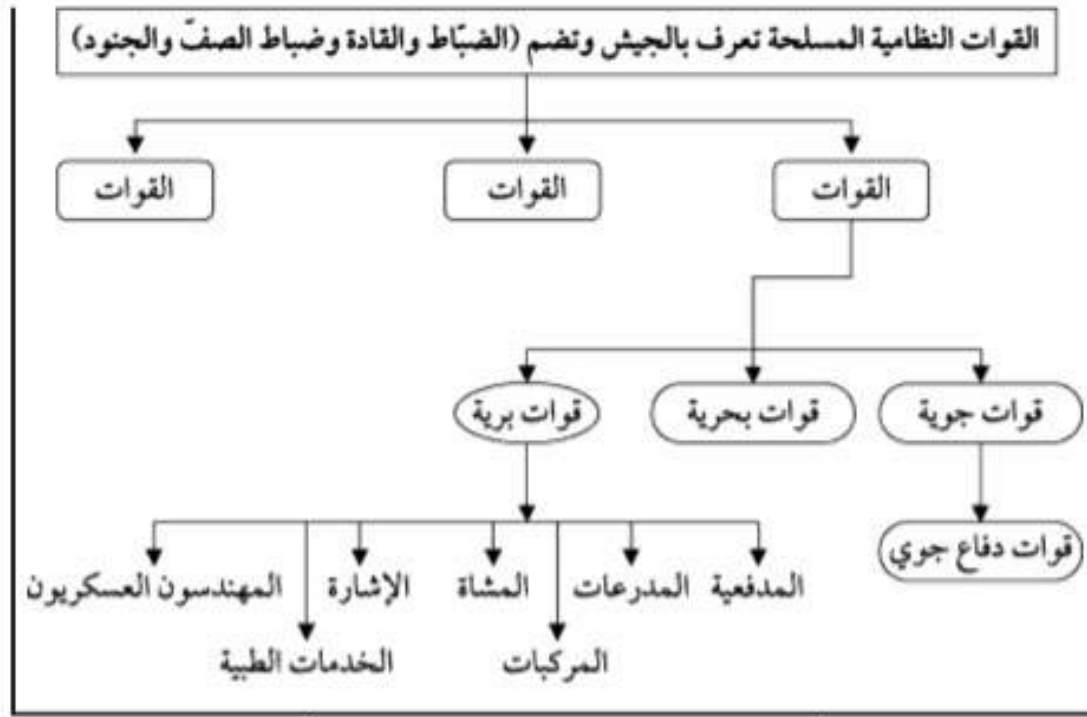 القوات النظامية المسلحة تعرف بالجيش وتضم (الضبّاط والقادة وضباط الصفّ والجنود)
القوات القوات القوات
قوات جوية قوات بحرية قوات برية
قوات دفاع جوي
المدفعية المدرعات المشاة الإشارة المهندسون العسكريون
المركبات الخدمات الطبية